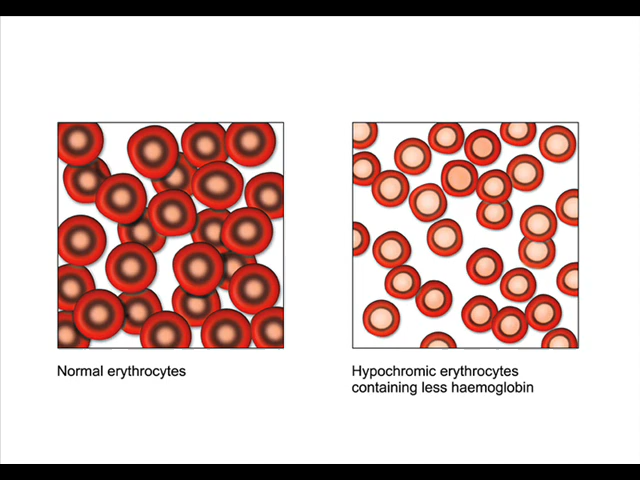 Normal erythrocytes
Hypochromic erythrocytes
containing less haemoglobin